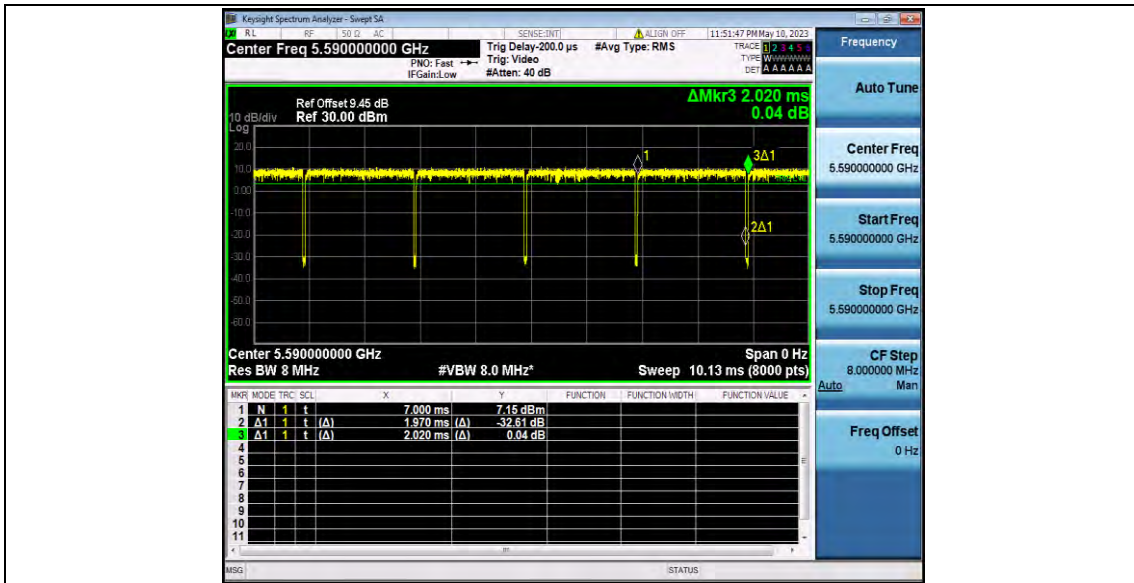 Keysight Spectrum Analyzer - Swept SA
RL RF 50 Ω AC SENSE:INT ALIGN OFF 11:51:47 PM May 10, 2023
Center Freq 5.590000000 GHz Trig Delay-200.0 µs #Avg Type: RMS TRACE 1 2 3 4 5 6
PNO: Fast Trig: Video TYPE W
IFGain:Low #Atten: 40 dB DET A A A A A A
Frequency
Auto Tune
Center Freq
5.590000000 GHz
Start Freq
5.590000000 GHz
Stop Freq
5.590000000 GHz
CF Step
8.000000 MHz
Auto Man
Freq Offset
0 Hz
ΔMkr3 2.020 ms
0.04 dB
Ref Offset 9.45 dB
10 dB/div Ref 30.00 dBm
Log
20.0
10.0
0.00
-10.0
-20.0
-30.0
-40.0
-50.0
-60.0
1
3Δ1
2Δ1
Center 5.590000000 GHz Span 0 Hz
Res BW 8 MHz #VBW 8.0 MHz* Sweep 10.13 ms (8000 pts)
MKR MODE TRC SCL X Y FUNCTION FUNCTION WIDTH FUNCTION VALUE
1 N 1 t 7.000 ms 7.15 dBm
2 Δ1 1 t (Δ) 1.970 ms (Δ) -32.61 dB
3 Δ1 1 t (Δ) 2.020 ms (Δ) 0.04 dB
4
5
6
7
8
9
10
11
MSG STATUS